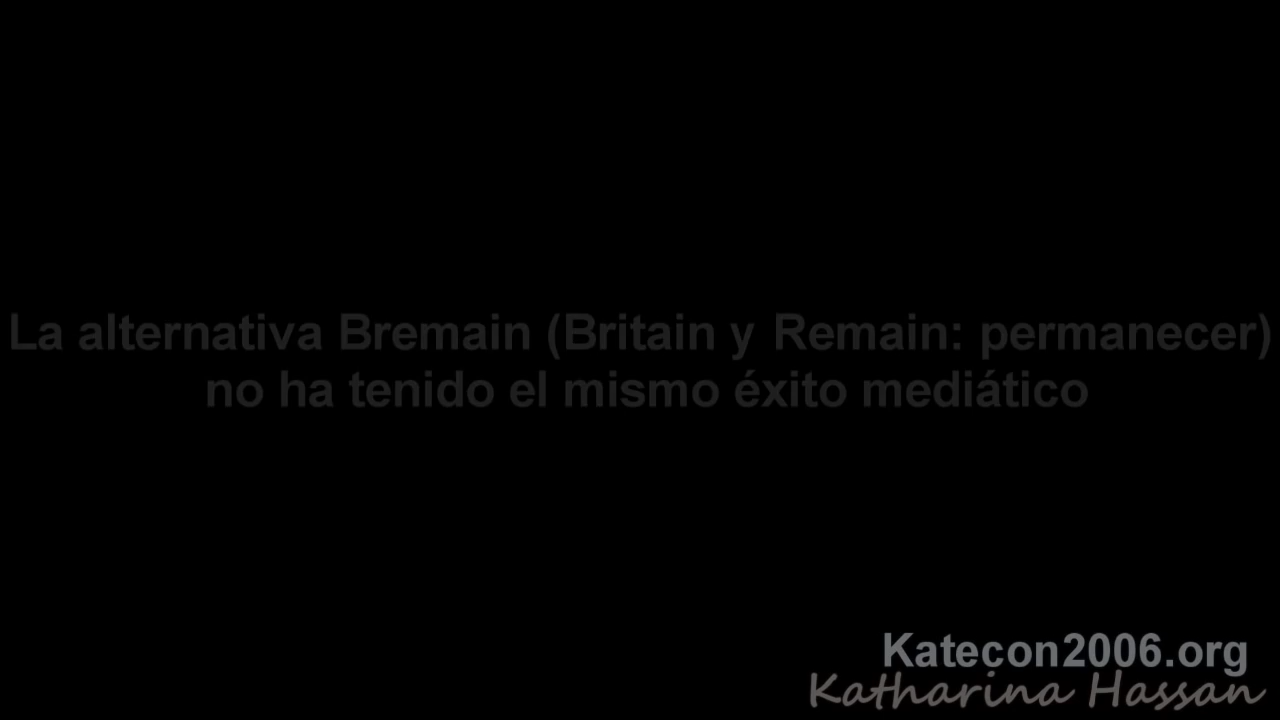 La alternativa Bremain (Britain y Remain: permanecer)
no ha tenido el mismo éxito mediático
Katecon2006.org
Katharina Hassan